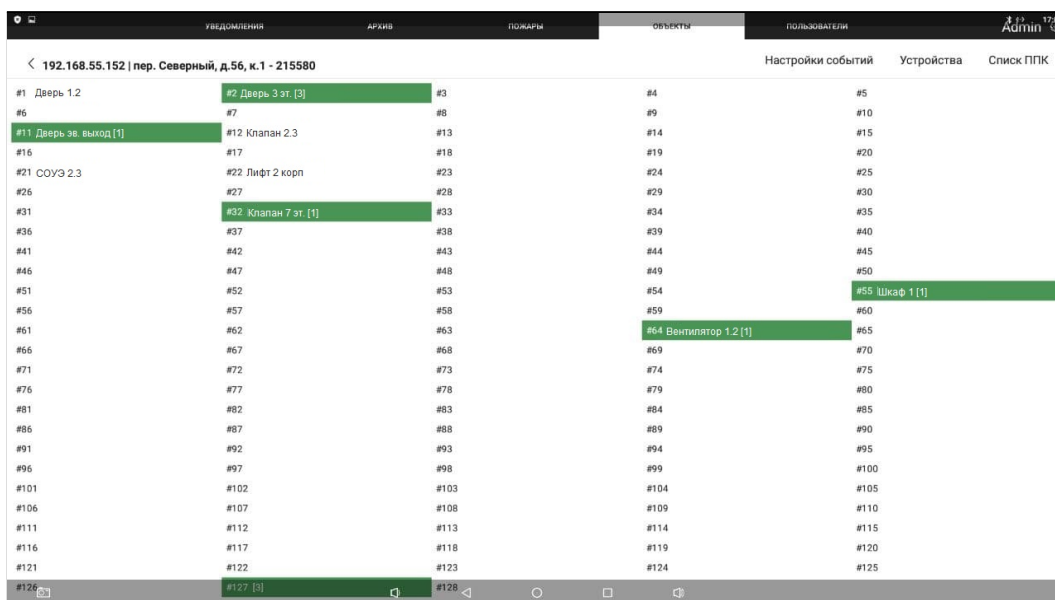 УВЕДОМЛЕНИЯ АРХИВ ПОЖАРЫ ОБЪЕКТЫ ПОЛЬЗОВАТЕЛИ Admin
192.168.55.152 | пер. Северный, д.56, к.1 - 215580 Настройки событий Устройства Список ППК
#1 Дверь 1.2 #2 Дверь 3 эт. [3] #3 #4 #5
#6 #7 #8 #9 #10
#11 Дверь эв. выход [1] #12 Клапан 2.3 #13 #14 #15
#16 #17 #18 #19 #20
#21 СОУЭ 2.3 #22 Лифт 2 корп #23 #24 #25
#26 #27 #28 #29 #30
#31 #32 Клапан 7 эт. [1] #33 #34 #35
#36 #37 #38 #39 #40
#41 #42 #43 #44 #45
#46 #47 #48 #49 #50
#51 #52 #53 #54 #55 Шкаф 1 [1]
#56 #57 #58 #59 #60
#61 #62 #63 #64 Вентилятор 1.2 [1] #65
#66 #67 #68 #69 #70
#71 #72 #73 #74 #75
#76 #77 #78 #79 #80
#81 #82 #83 #84 #85
#86 #87 #88 #89 #90
#91 #92 #93 #94 #95
#96 #97 #98 #99 #100
#101 #102 #103 #104 #105
#106 #107 #108 #109 #110
#111 #112 #113 #114 #115
#116 #117 #118 #119 #120
#121 #122 #123 #124 #125
#126 #127 [3] #128